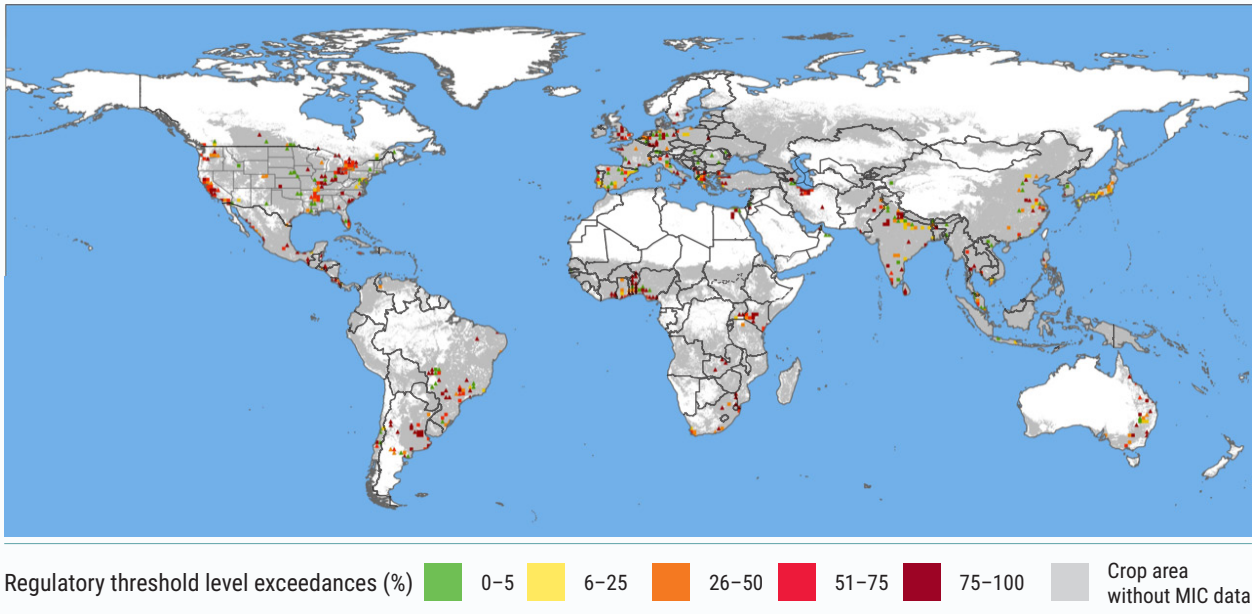 Regulatory threshold level exceedances (%) 0–5 6–25 26–50 51–75 75–100 Crop area
without MIC data